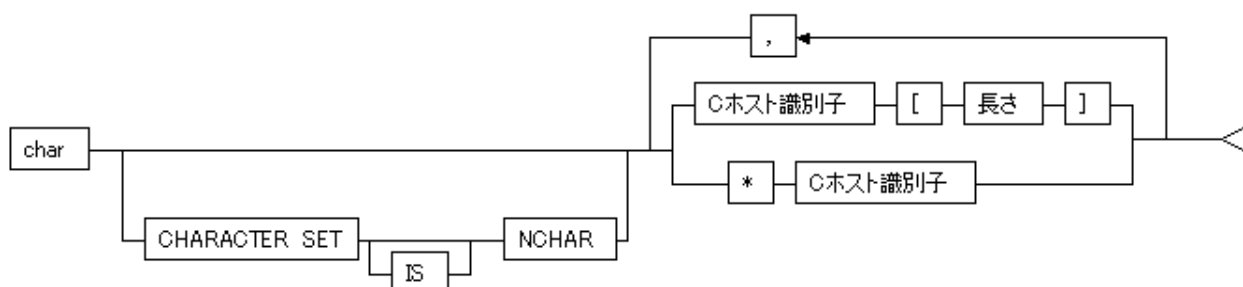 ,
Cホスト識別子 [ 長さ ]
char
* Cホスト識別子
CHARACTER SET NCHAR
IS